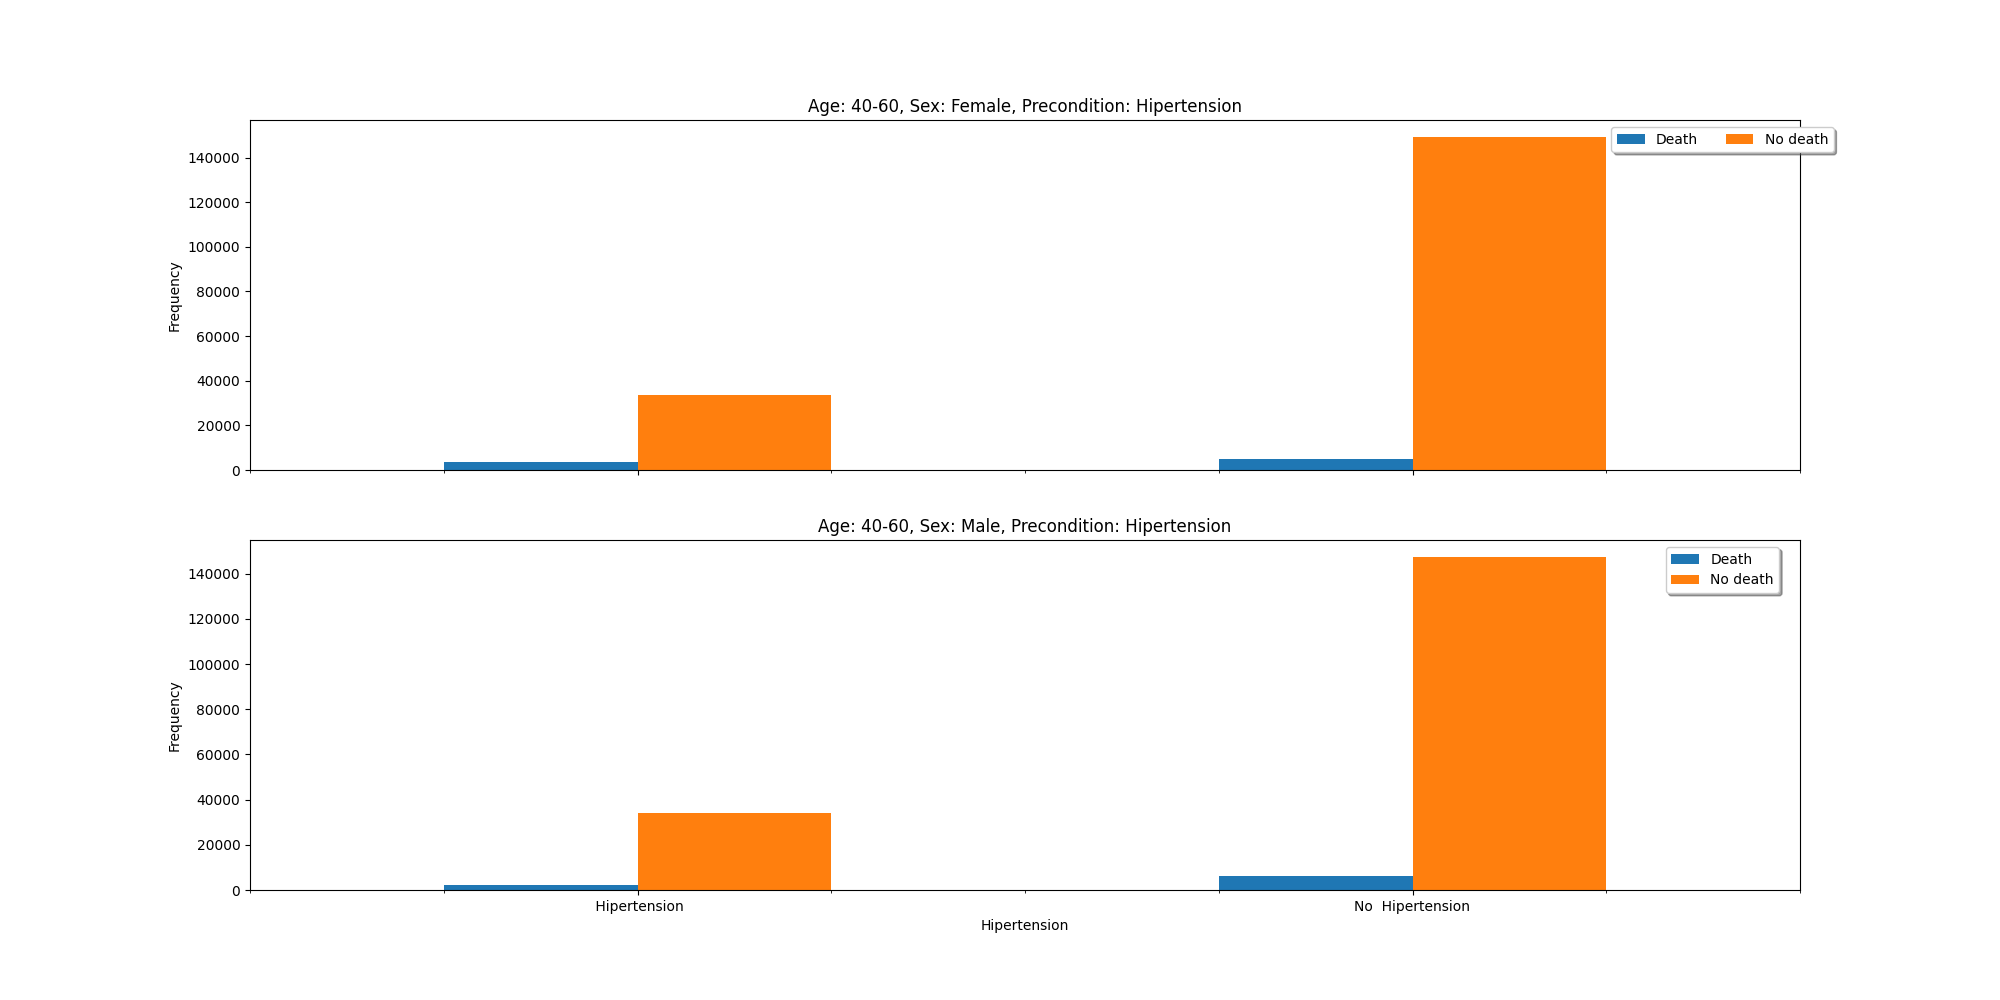 Age: 40-60, Sex: Female, Precondition: Hipertension
Death No death
140000
120000
100000
80000
60000
40000
20000
0
Frequency
Age: 40-60, Sex: Male, Precondition: Hipertension
Death
No death
140000
120000
100000
80000
60000
40000
20000
0
Frequency
Hipertension No Hipertension
Hipertension